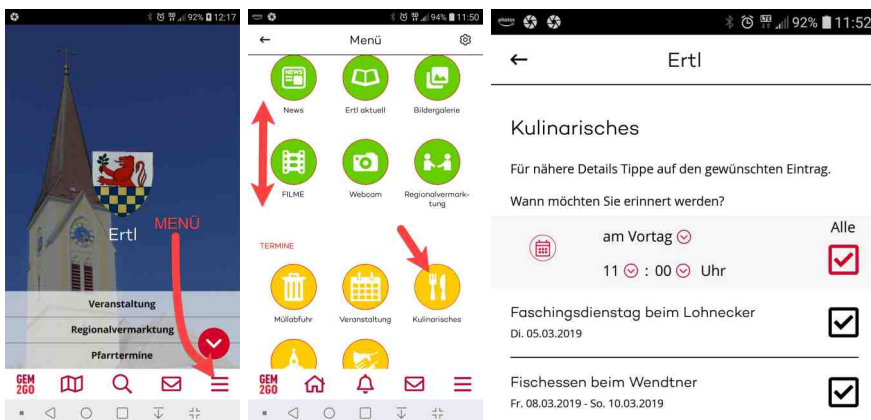 12:17
92%
Ertl
MENÜ
Veranstaltung
Regionalvermarktung
Pfarrtermine
GEM
2GO
94% 11:50
Menü
NEWS
News
Ertl aktuell
Bildergalerie
FILME
Webcam
Regionalvermark-
tung
TERMINE
Müllabfuhr
Veranstaltung
Kulinarisches
GEM
2GO
photos
92% 11:52
Ertl
Kulinarisches
Für nähere Details Tippe auf den gewünschten Eintrag.
Wann möchten Sie erinnert werden?
am Vortag
Alle
11 : 00 Uhr
Faschingsdienstag beim Lohnecker
Di. 05.03.2019
Fischessen beim Wendtner
Fr. 08.03.2019 - So. 10.03.2019